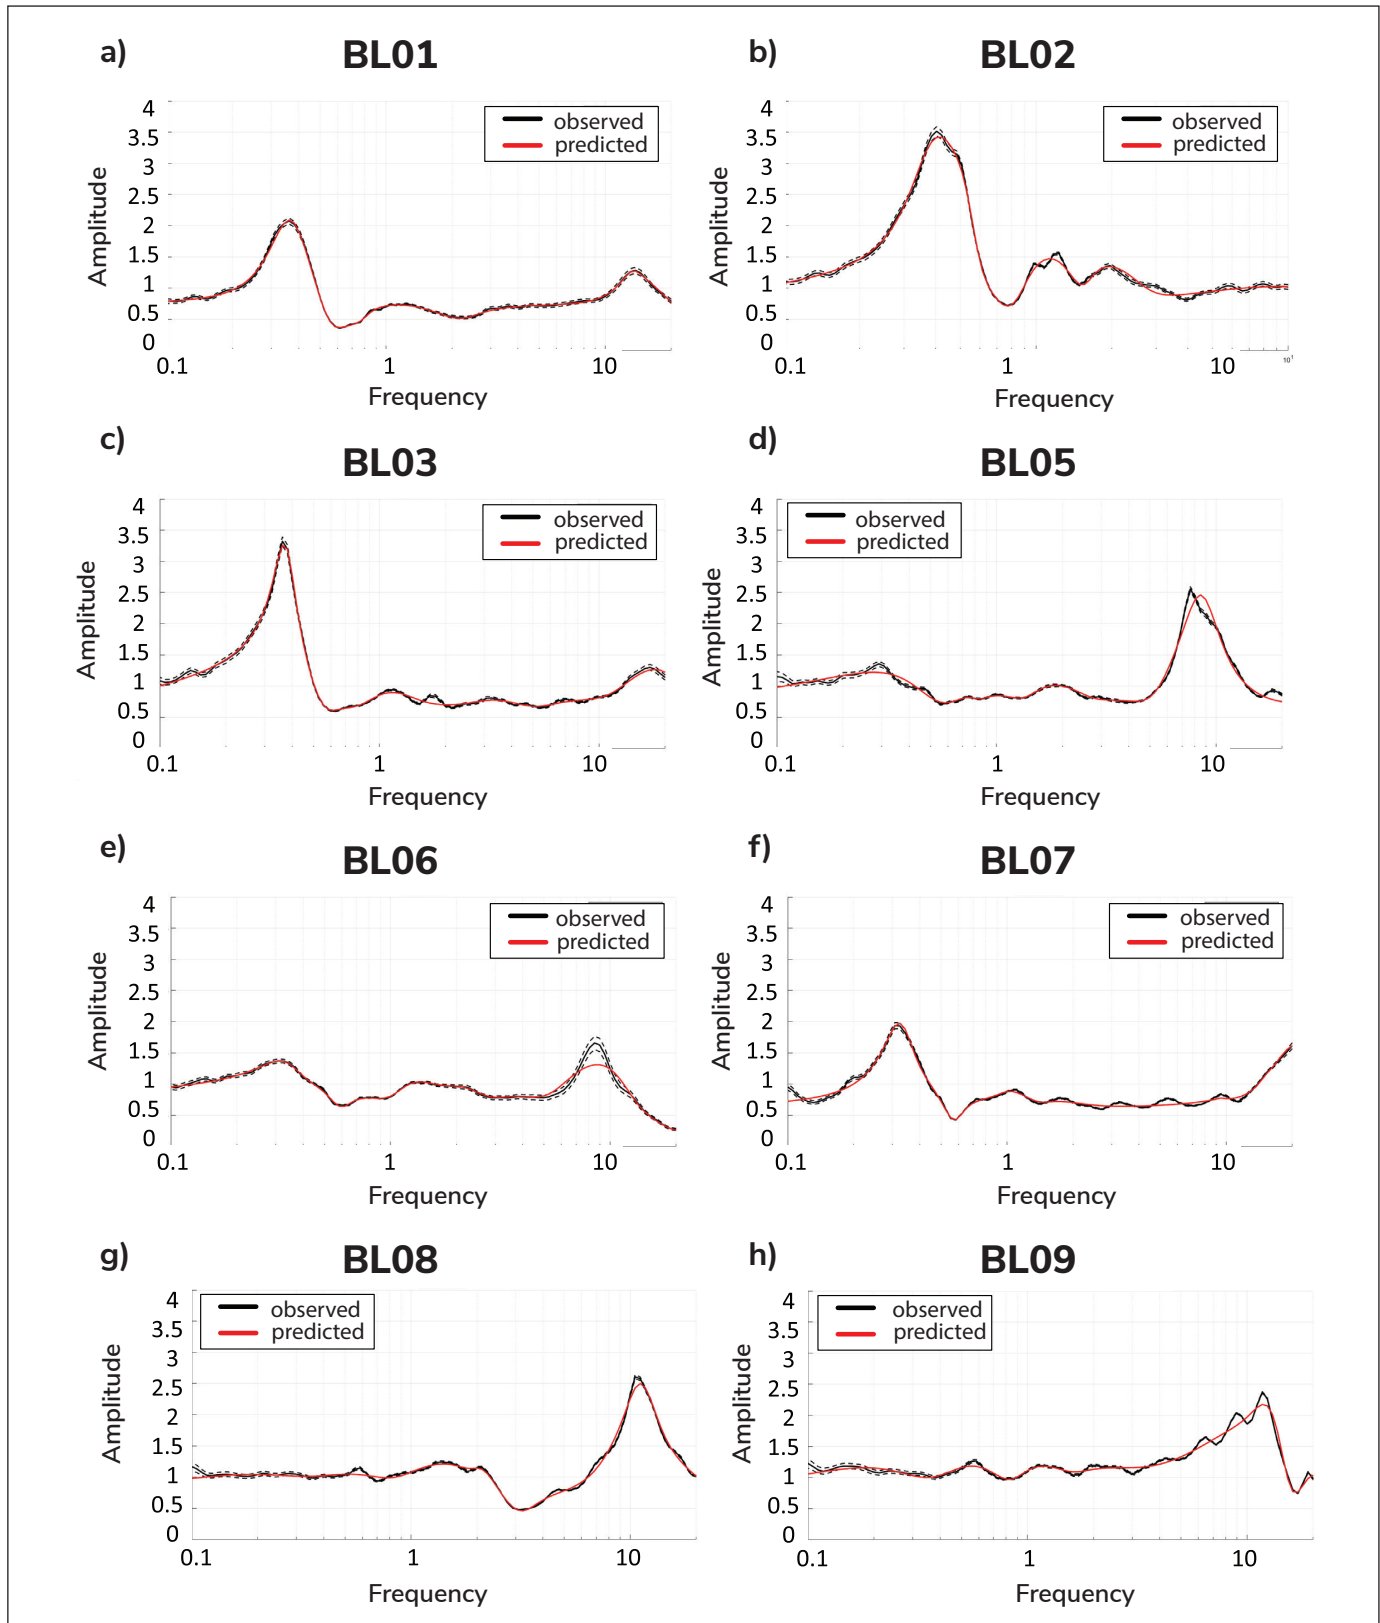 a) BL01
4
3.5
3
2.5
2
1.5
1
0.5
0
Amplitude
observed
predicted
0.1 1 10
Frequency
b) BL02
4
3.5
3
2.5
2
1.5
1
0.5
0
Amplitude
observed
predicted
0.1 1 10
10¹
Frequency
c) BL03
4
3.5
3
2.5
2
1.5
1
0.5
0
Amplitude
observed
predicted
0.1 1 10
Frequency
d) BL05
4
3.5
3
2.5
2
1.5
1
0.5
0
Amplitude
observed
predicted
0.1 1 10
Frequency
e) BL06
4
3.5
3
2.5
2
1.5
1
0.5
0
Amplitude
observed
predicted
0.1 1 10
Frequency
f) BL07
4
3.5
3
2.5
2
1.5
1
0.5
0
Amplitude
observed
predicted
0.1 1 10
Frequency
g) BL08
4
3.5
3
2.5
2
1.5
1
0.5
0
Amplitude
observed
predicted
0.1 1 10
Frequency
h) BL09
4
3.5
3
2.5
2
1.5
1
0.5
0
Amplitude
observed
predicted
0.1 1 10
Frequency